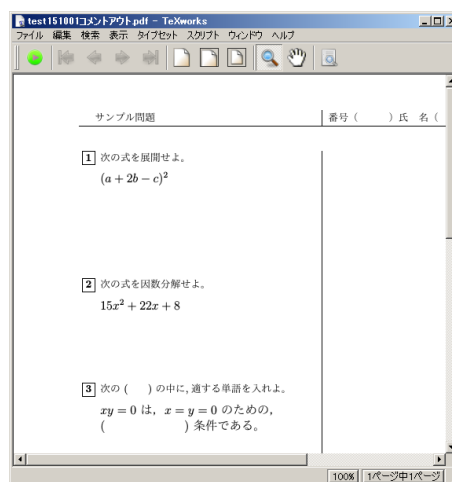 test151001コメントアウト.pdf - TeXworks
ファイル 編集 検索 表示 タイプセット スクリプト ウィンドウ ヘルプ
サンプル問題 番号 ( ) 氏 名 (
1 次の式を展開せよ。
(a + 2b − c)²
2 次の式を因数分解せよ。
15x² + 22x + 8
3 次の ( ) の中に, 適する単語を入れよ。
xy = 0 は, x = y = 0 のための,
( ) 条件である。
100% 1ページ中1ページ